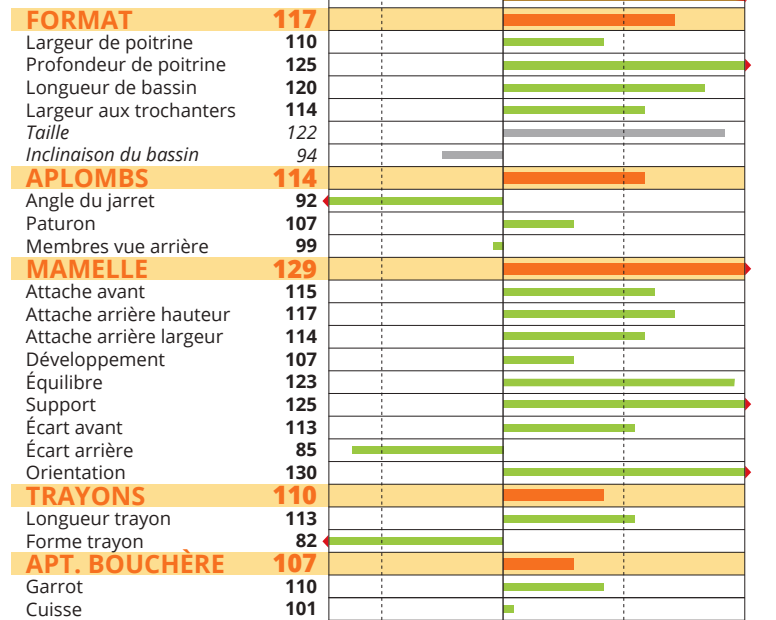 FORMAT 117
Largeur de poitrine 110
Profondeur de poitrine 125
Longueur de bassin 120
Largeur aux trochanters 114
Taille 122
Inclinaison du bassin 94
APLOMBS 114
Angle du jarret 92
Paturon 107
Membres vue arrière 99
MAMELLE 129
Attache avant 115
Attache arrière hauteur 117
Attache arrière largeur 114
Développement 107
Équilibre 123
Support 125
Écart avant 113
Écart arrière 85
Orientation 130
TRAYONS 110
Longueur trayon 113
Forme trayon 82
APT. BOUCHÈRE 107
Garrot 110
Cuisse 101